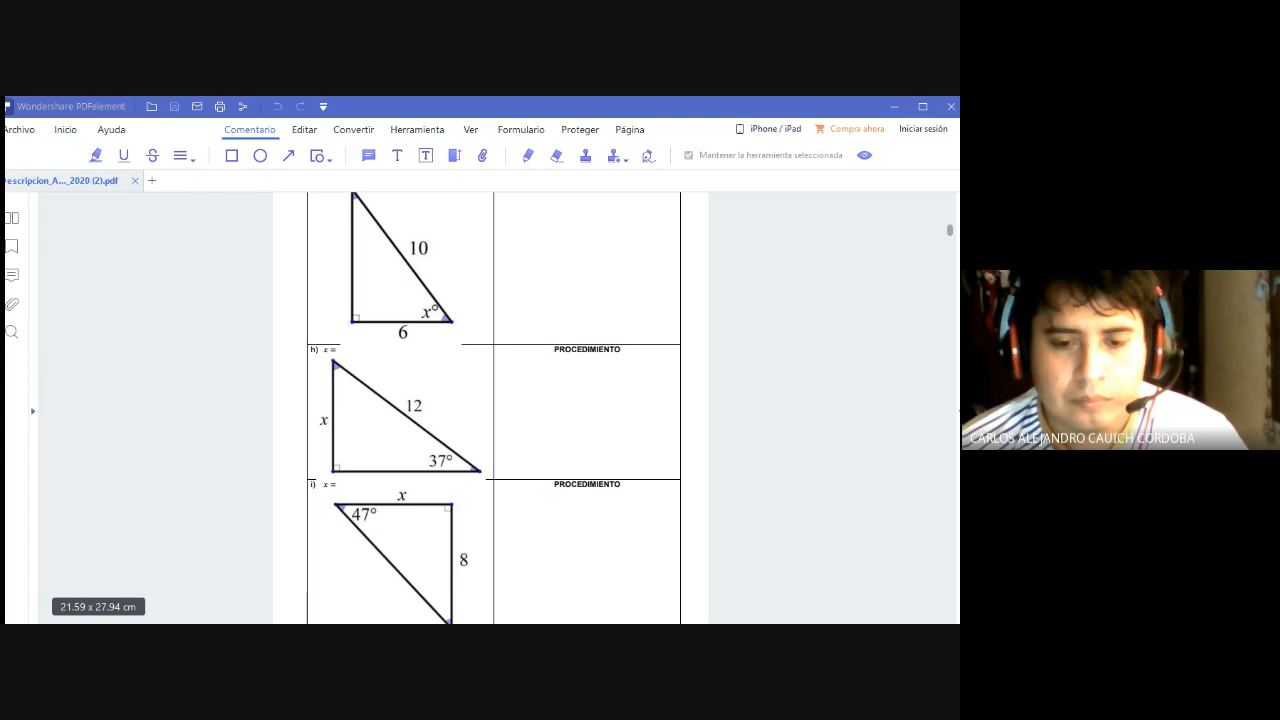 Wondershare PDFelement
Archivo Inicio Ayuda Comentario Editar Convertir Herramienta Ver Formulario Proteger Página iPhone / iPad Compra ahora Iniciar sesión
Mantener la herramienta seleccionada
escripcion_A..._2020 (2).pdf
10
x°
6
h) x = PROCEDIMIENTO
12
x
37°
i) x = PROCEDIMIENTO
x
47°
8
21.59 x 27.94 cm
CARLOS ALEJANDRO CAUICH CORDOBA